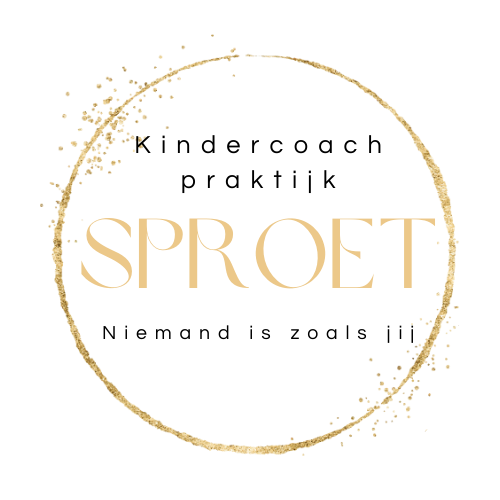 Kindercoach
praktijk
SPROET
Niemand is zoals jij